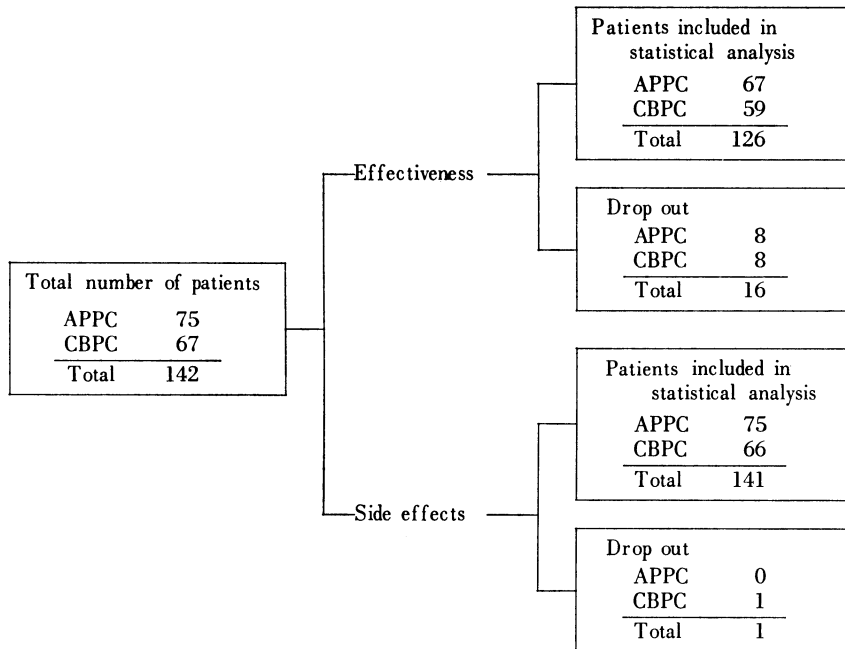 Total number of patients
APPC 75
CBPC 67
Total 142
Effectiveness
Patients included in
statistical analysis
APPC 67
CBPC 59
Total 126
Drop out
APPC 8
CBPC 8
Total 16
Side effects
Patients included in
statistical analysis
APPC 75
CBPC 66
Total 141
Drop out
APPC 0
CBPC 1
Total 1